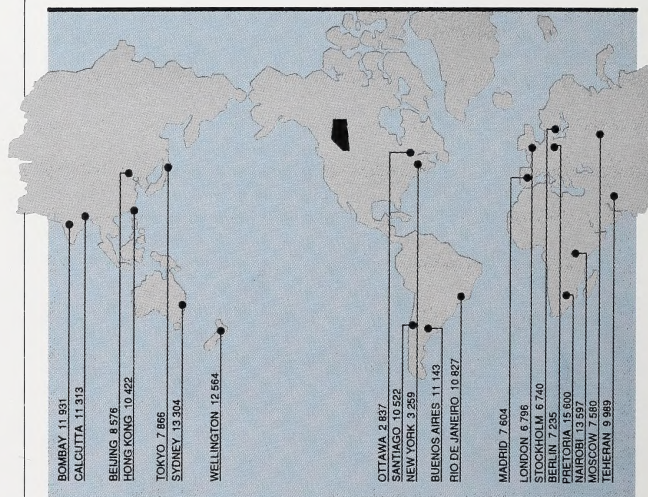 BOMBAY 11 931
CALCUTTA 11 313
BEIJING 8 576
HONG KONG 10 422
TOKYO 7 866
SYDNEY 13 304
WELLINGTON 12 564
OTTAWA 2 837
SANTIAGO 10 522
NEW YORK 3 259
BUENOS AIRES 11 143
RIO DE JANEIRO 10 827
MADRID 7 604
LONDON 6 796
STOCKHOLM 6 740
BERLIN 7 235
PRETORIA 15 600
NAIROBI 13 597
MOSCOW 7 580
TEHERAN 9 989